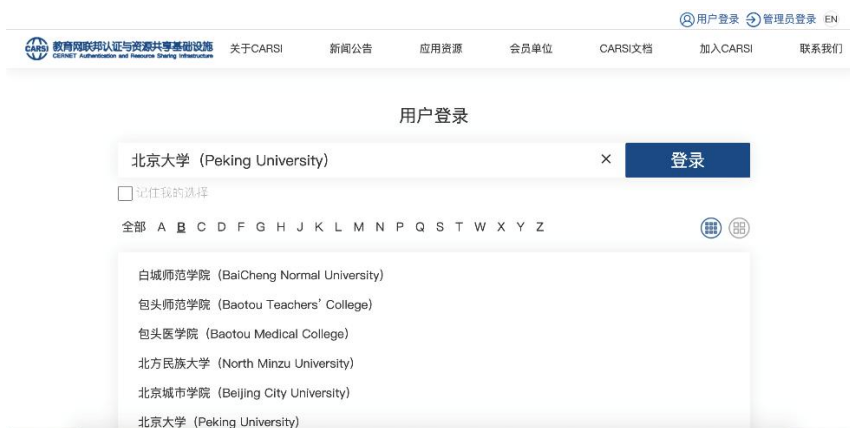 用户登录 管理员登录 EN
CARSI 教育网联邦认证与资源共享基础设施
CERNET Authentication and Resource Sharing Infrastructure
关于CARSI 新闻公告 应用资源 会员单位 CARSI文档 加入CARSI 联系我们
用户登录
北京大学（Peking University） × 登录
记住我的选择
全部 A B C D F G H J K L M N P Q S T W X Y Z
白城师范学院（BaiCheng Normal University）
包头师范学院（Baotou Teachers' College）
包头医学院（Baotou Medical College）
北方民族大学（North Minzu University）
北京城市学院（Beijing City University）
北京大学（Peking University）